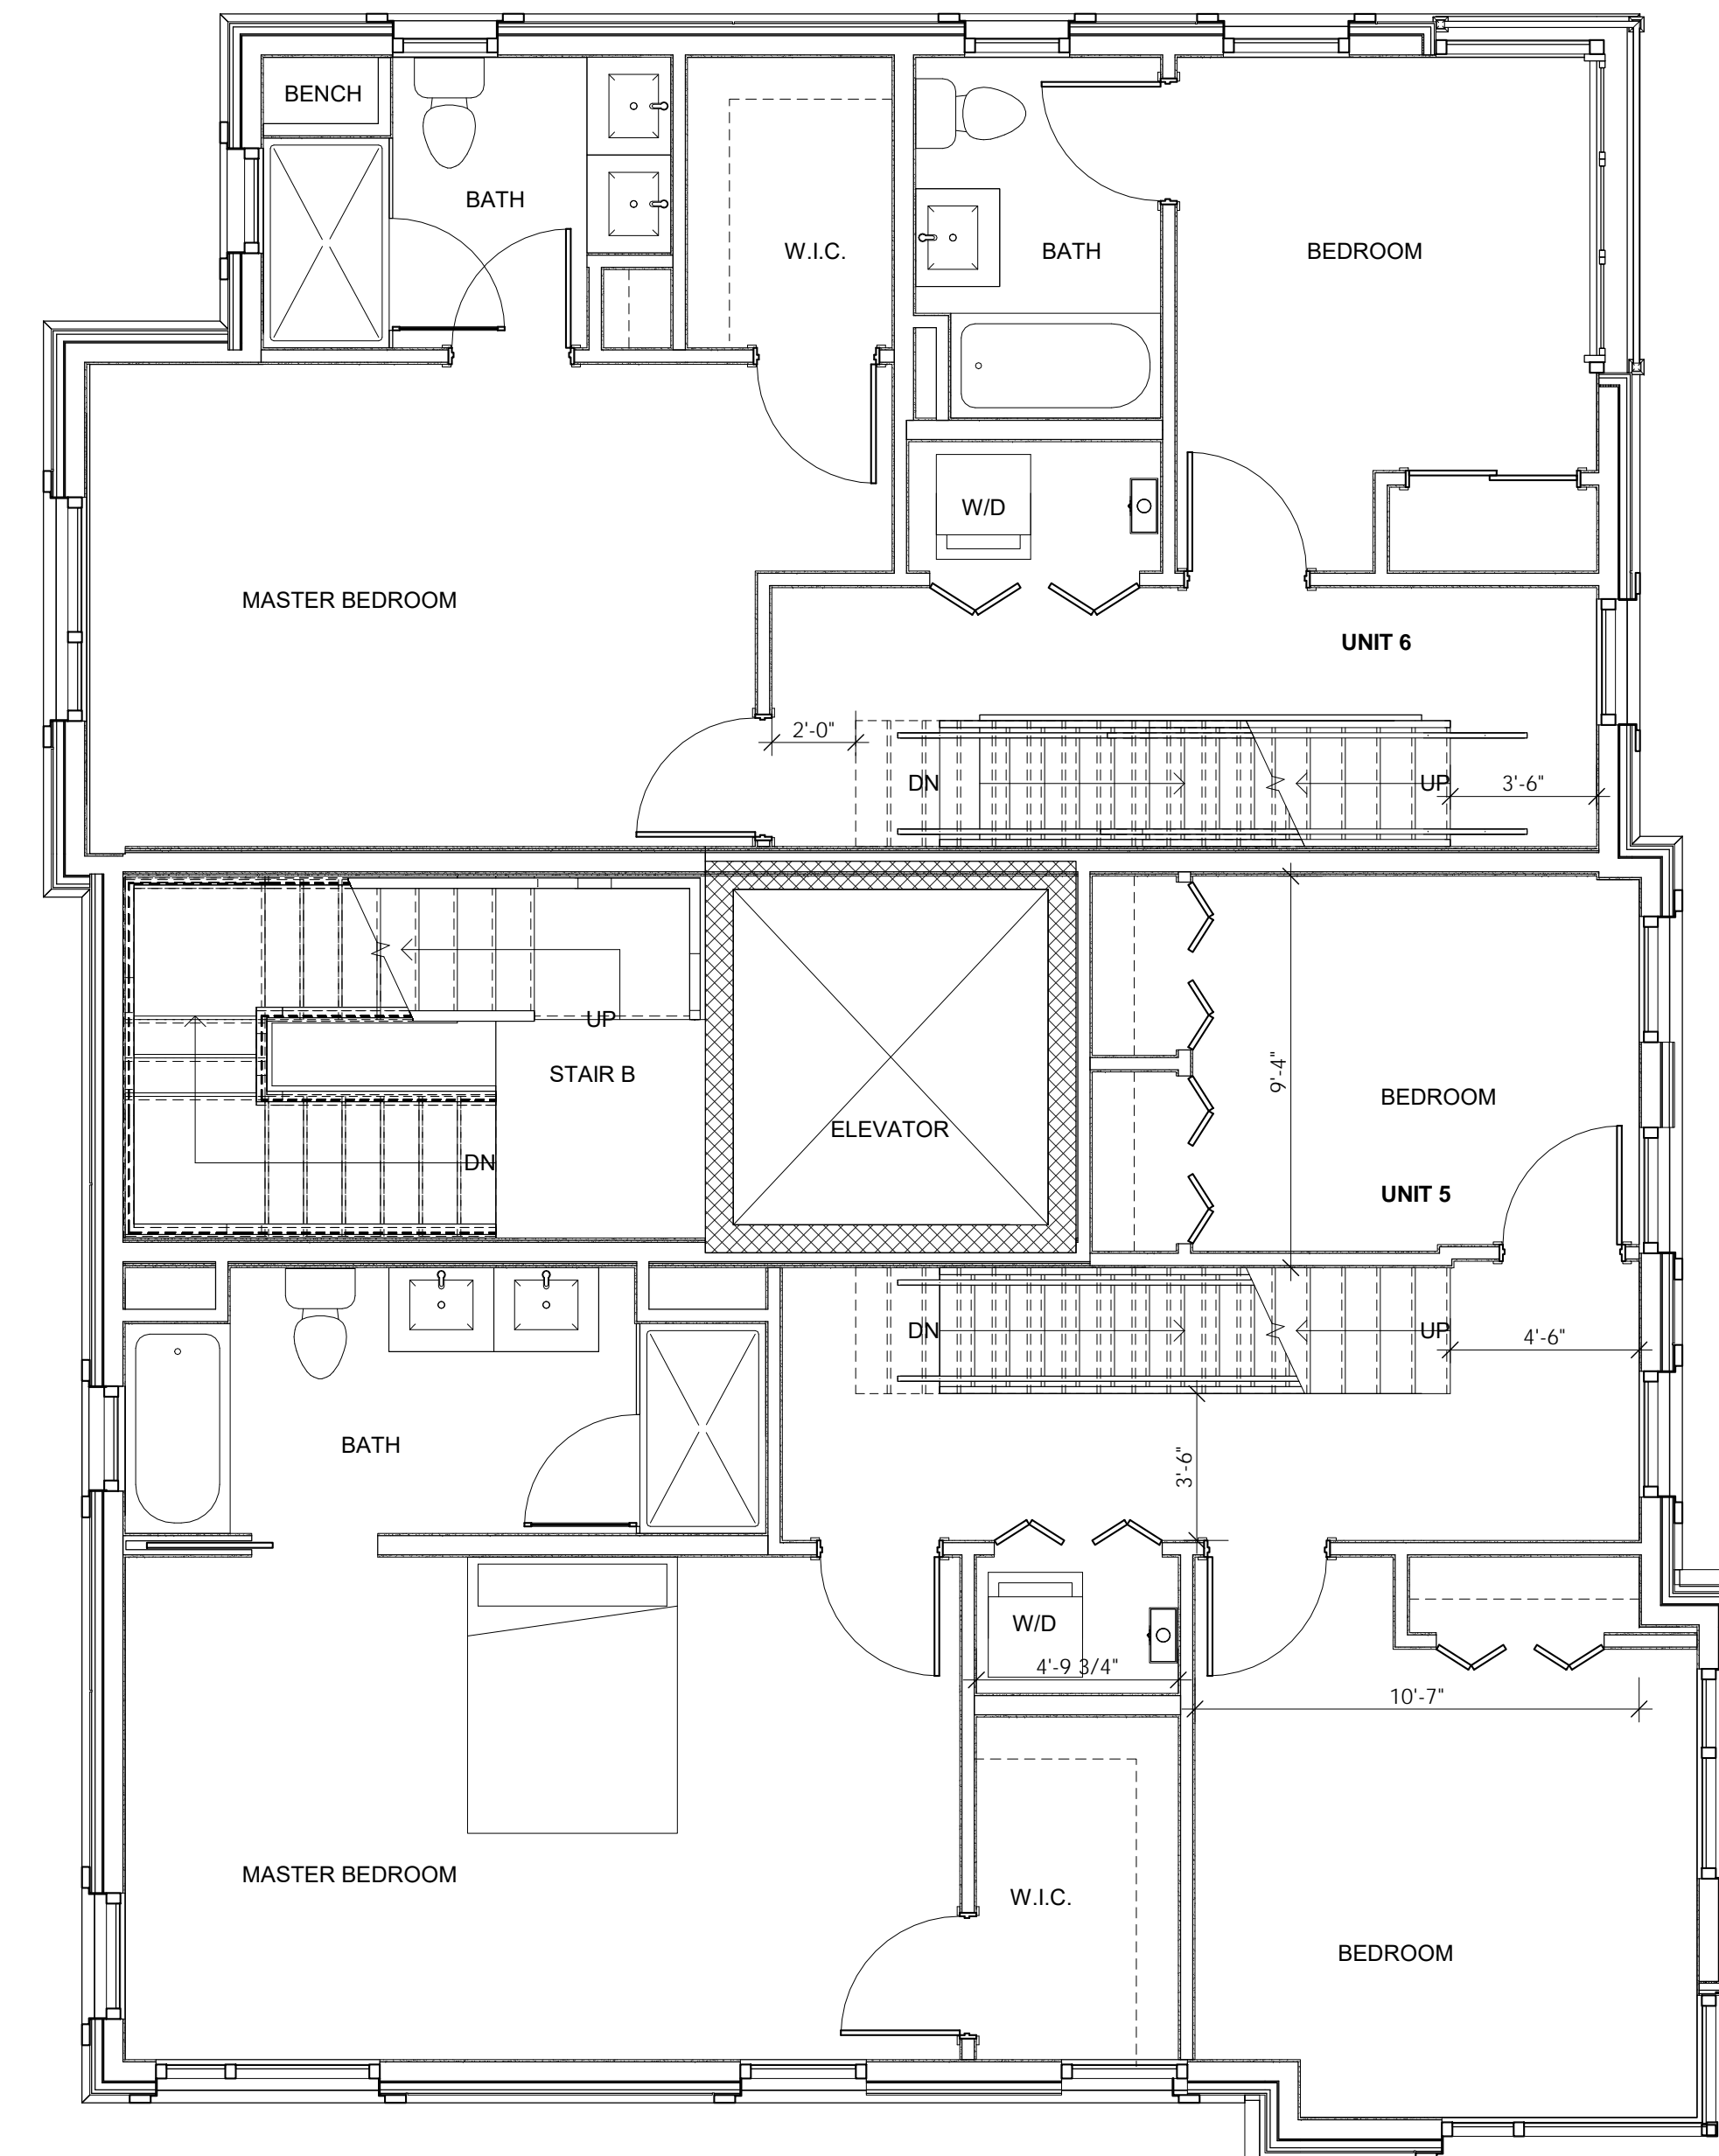 BENCH
BATH
W.I.C.
BATH
BEDROOM
W/D
MASTER BEDROOM
UNIT 6
2'-0"
DN
UP
3'-6"
UP
STAIR B
DN
ELEVATOR
9'-4"
BEDROOM
UNIT 5
DN
UP
4'-6"
BATH
3'-6"
W/D
4'-9 3/4"
10'-7"
MASTER BEDROOM
W.I.C.
BEDROOM